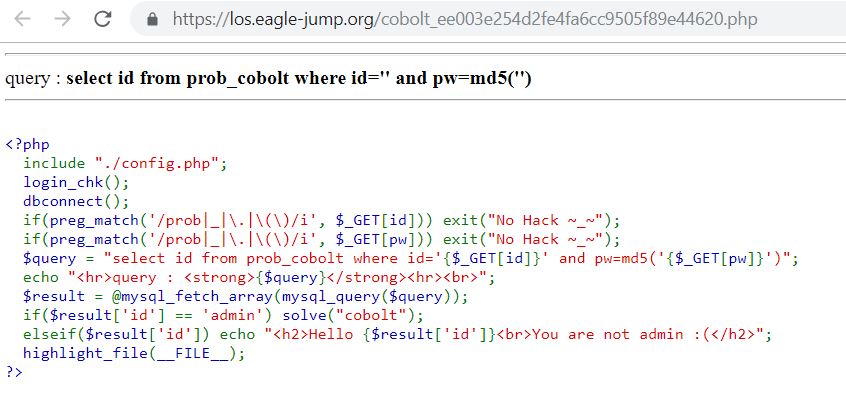 https://los.eagle-jump.org/cobolt_ee003e254d2fe4fa6cc9505f89e44620.php
query : select id from prob_cobolt where id='' and pw=md5('')
<?php
  include "./config.php";
  login_chk();
  dbconnect();
  if(preg_match('/prob|_|\.|\(\)/i', $_GET[id])) exit("No Hack ~_~");
  if(preg_match('/prob|_|\.|\(\)/i', $_GET[pw])) exit("No Hack ~_~");
  $query = "select id from prob_cobolt where id='{$_GET[id]}' and pw=md5('{$_GET[pw]}')";
  echo "<hr>query : <strong>{$query}</strong><hr><br>";
  $result = @mysql_fetch_array(mysql_query($query));
  if($result['id'] == 'admin') solve("cobolt");
  elseif($result['id']) echo "<h2>Hello {$result['id']}<br>You are not admin :(</h2>";
  highlight_file(__FILE__);
?>